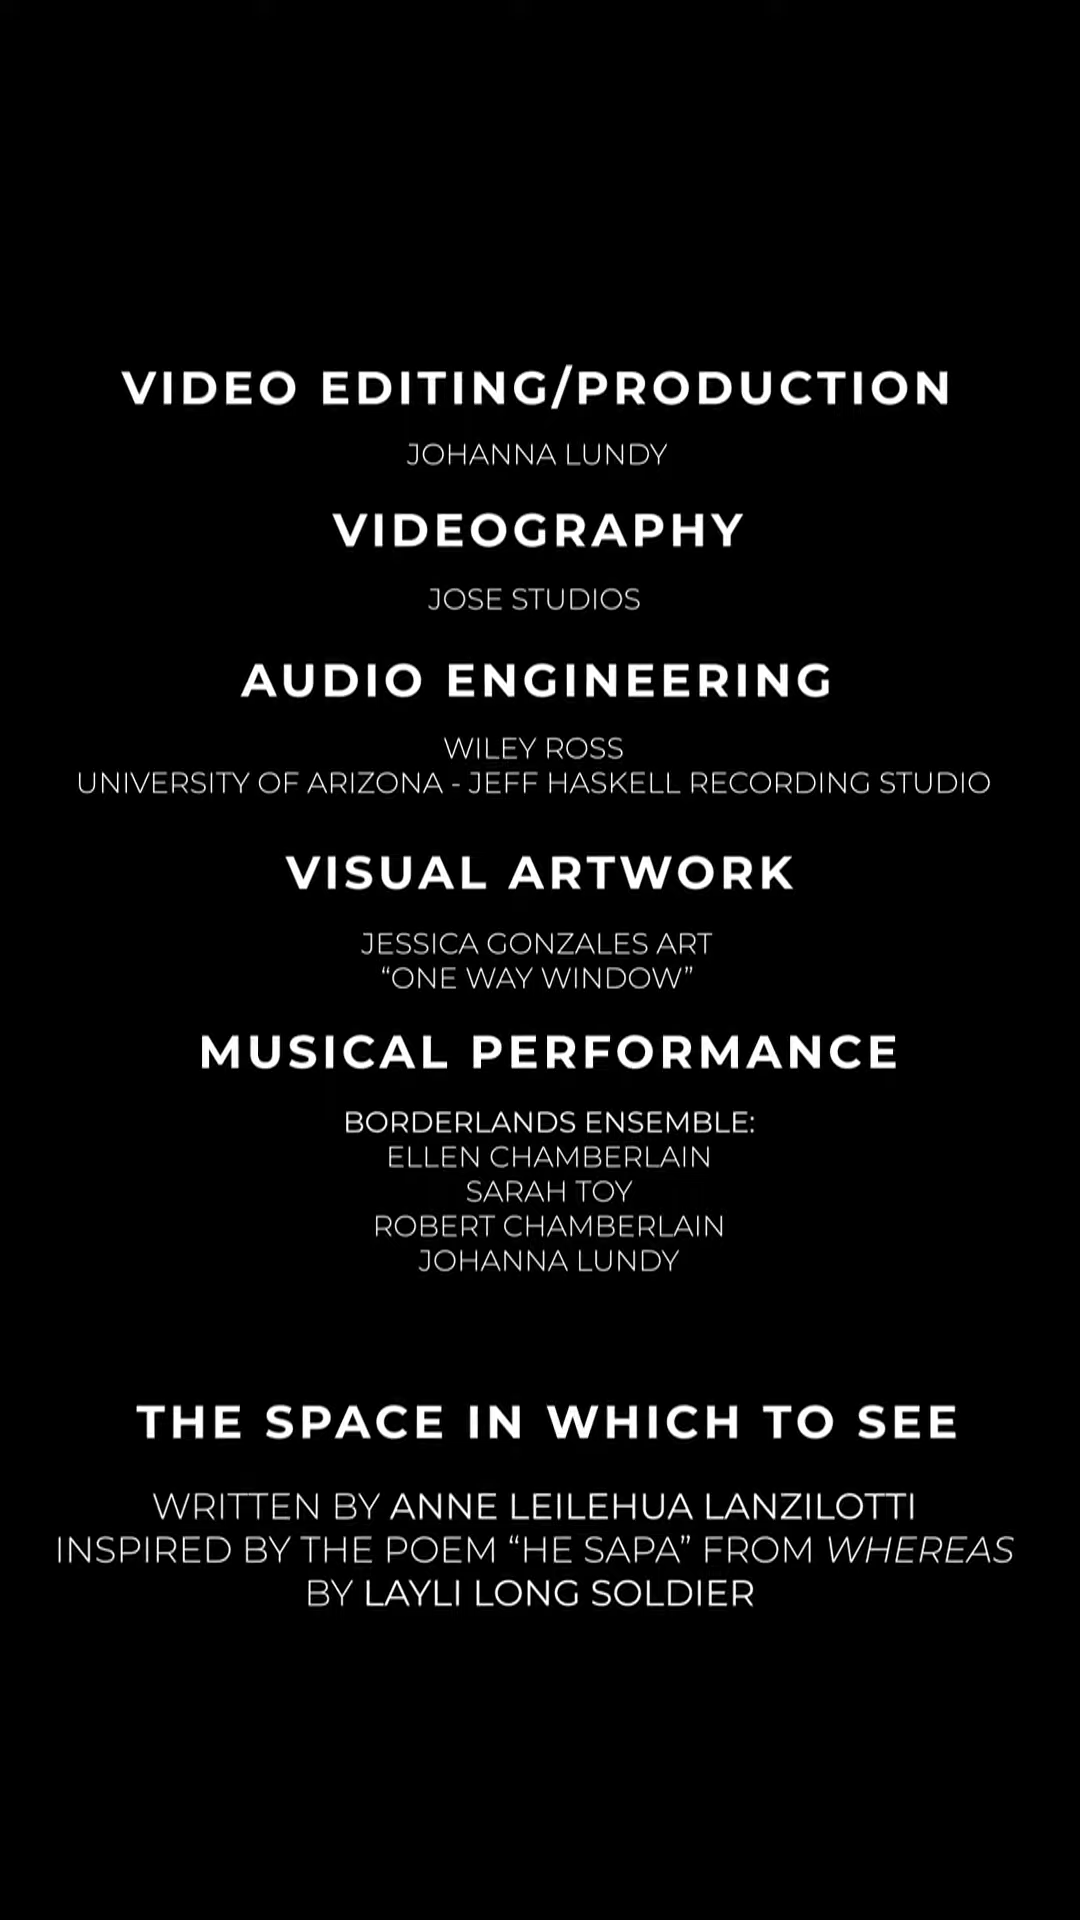 VIDEO EDITING/PRODUCTION
JOHANNA LUNDY
VIDEOGRAPHY
JOSE STUDIOS
AUDIO ENGINEERING
WILEY ROSS
UNIVERSITY OF ARIZONA - JEFF HASKELL RECORDING STUDIO
VISUAL ARTWORK
JESSICA GONZALES ART
“ONE WAY WINDOW”
MUSICAL PERFORMANCE
BORDERLANDS ENSEMBLE:
ELLEN CHAMBERLAIN
SARAH TOY
ROBERT CHAMBERLAIN
JOHANNA LUNDY
THE SPACE IN WHICH TO SEE
WRITTEN BY ANNE LEILEHUA LANZILOTTI
INSPIRED BY THE POEM “HE SAPA” FROM WHEREAS
BY LAYLI LONG SOLDIER